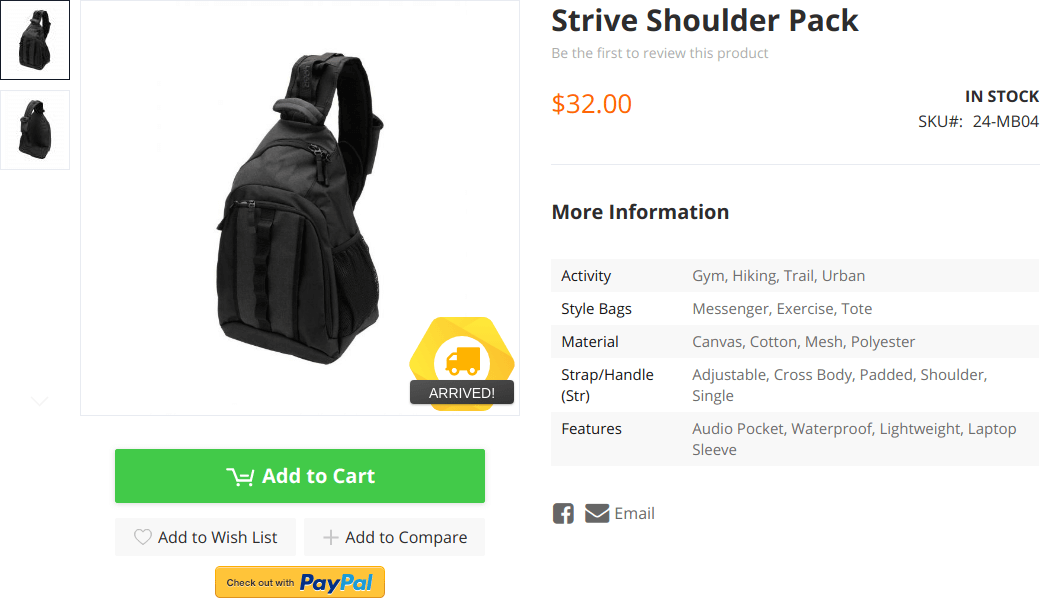 Strive Shoulder Pack
Be the first to review this product
$32.00
IN STOCK
SKU#: 24-MB04
More Information
Activity Gym, Hiking, Trail, Urban
Style Bags Messenger, Exercise, Tote
Material Canvas, Cotton, Mesh, Polyester
Strap/Handle Adjustable, Cross Body, Padded, Shoulder,
(Str) Single
Features Audio Pocket, Waterproof, Lightweight, Laptop
Sleeve
Email
ARRIVED!
Add to Cart
Add to Wish List
Add to Compare
Check out with PayPal